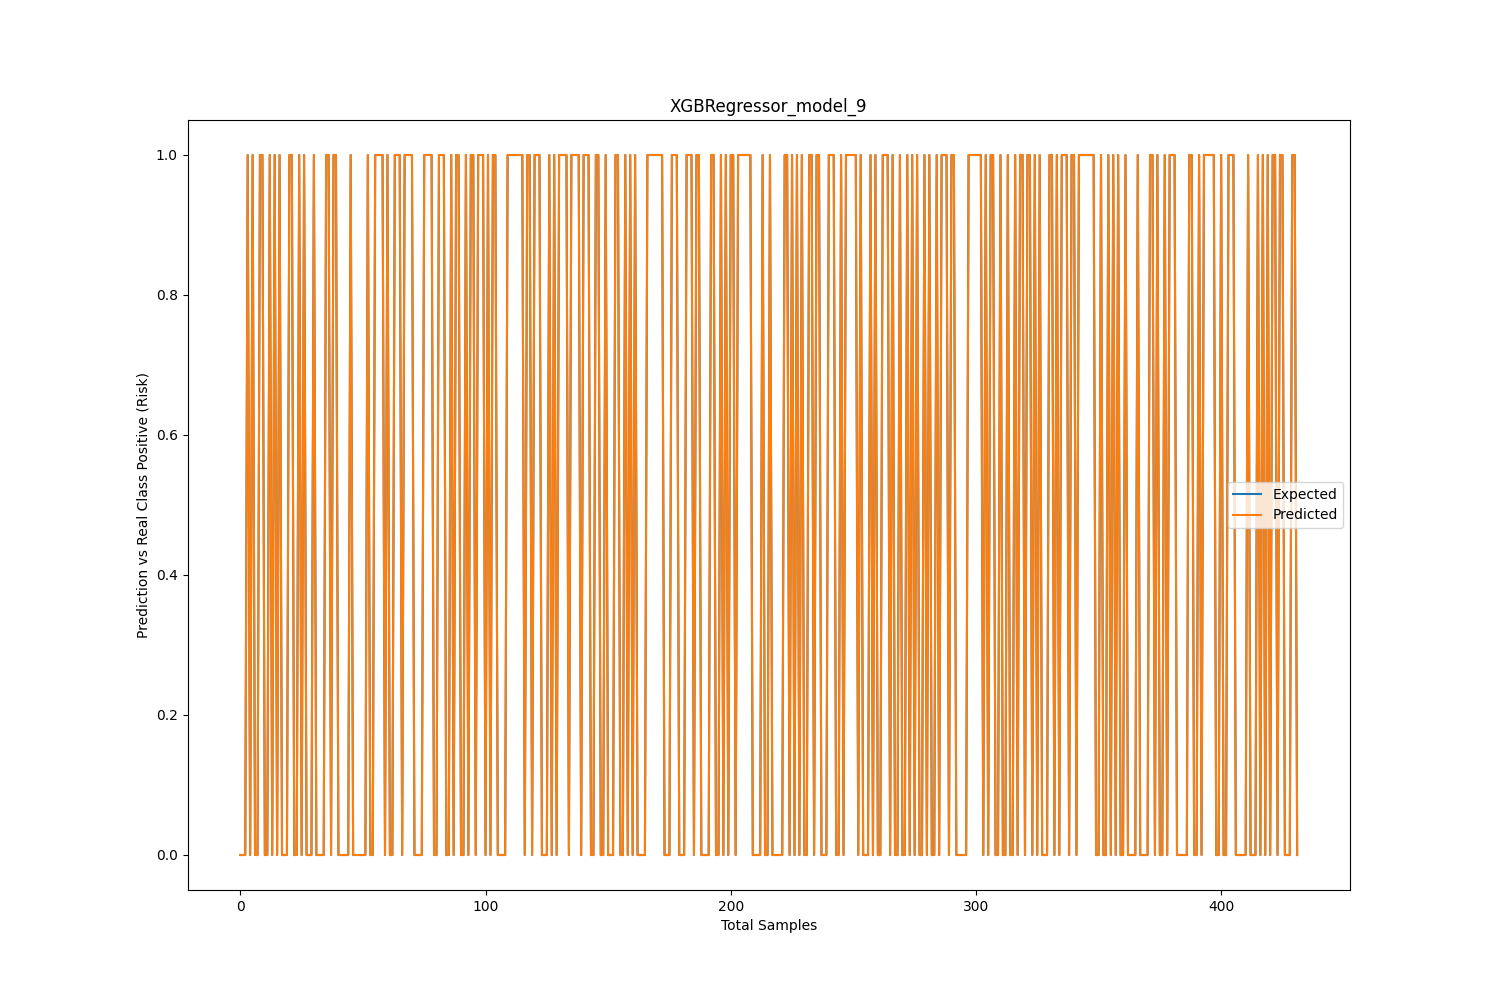 XGBRegressor_model_9
1.0
0.8
0.6
0.4
0.2
0.0
Prediction vs Real Class Positive (Risk)
Expected
Predicted
0
100
200
300
400
Total Samples